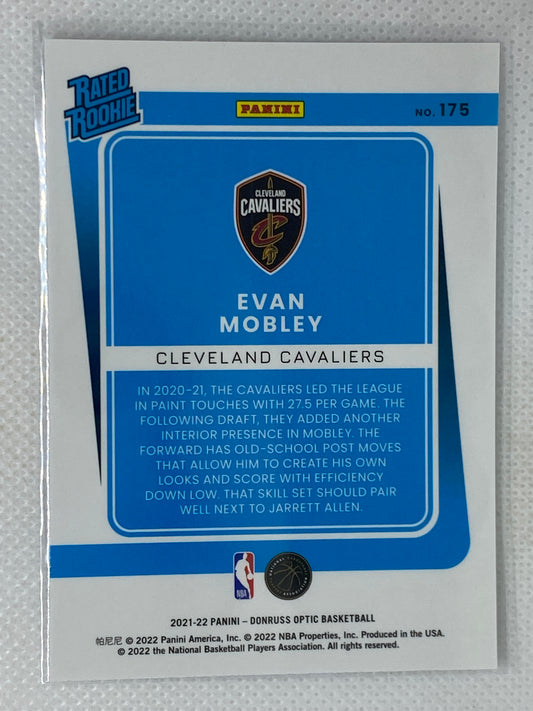 RATED
ROOKIE
PANINI
NO. 175
CLEVELAND
CAVALIERS
C
EVAN
MOBLEY
CLEVELAND CAVALIERS
IN 2020-21, THE CAVALIERS LED THE LEAGUE
IN PAINT TOUCHES WITH 27.5 PER GAME. THE
FOLLOWING DRAFT, THEY ADDED ANOTHER
INTERIOR PRESENCE IN MOBLEY. THE
FORWARD HAS OLD-SCHOOL POST MOVES
THAT ALLOW HIM TO CREATE HIS OWN
LOOKS AND SCORE WITH EFFICIENCY
DOWN LOW. THAT SKILL SET SHOULD PAIR
WELL NEXT TO JARRETT ALLEN.
NBA
2021-22 PANINI – DONRUSS OPTIC BASKETBALL
帕尼尼 © 2022 Panini America, Inc. © 2022 NBA Properties, Inc. Produced in the USA.
© 2022 the National Basketball Players Association. All rights reserved.